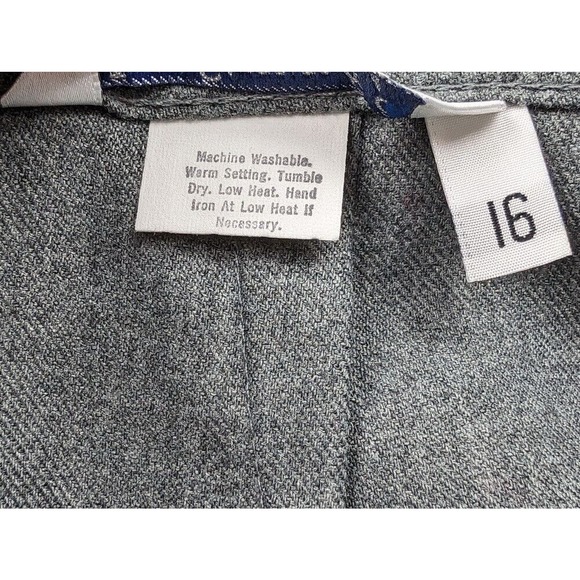 Machine Washable.
Warm Setting. Tumble
Dry. Low Heat. Hand
Iron At Low Heat if
Necessary.
16